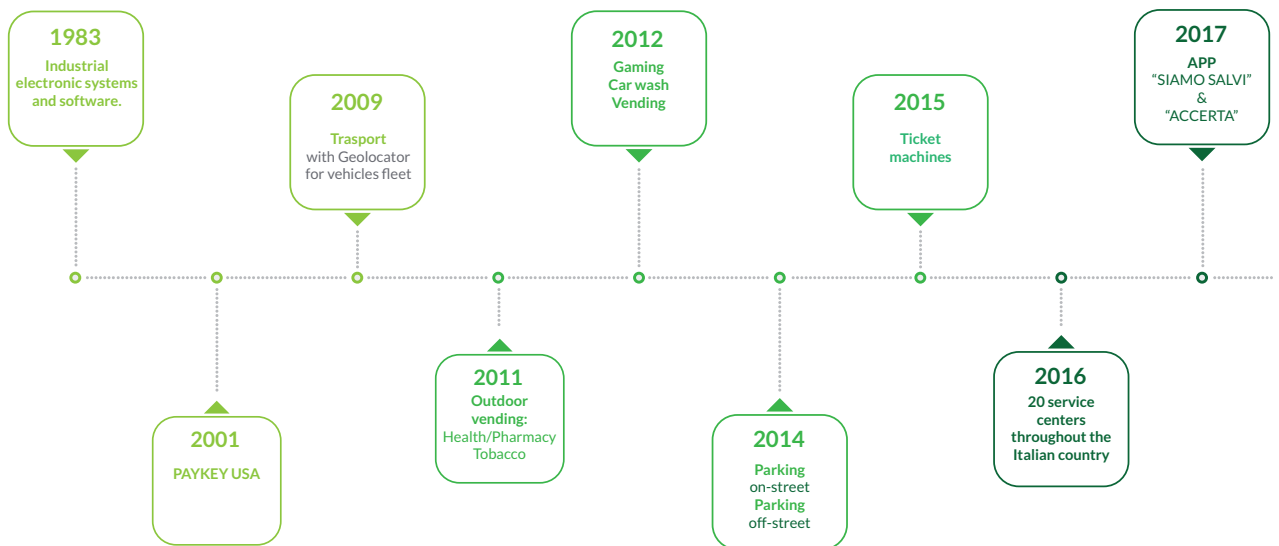 1983
Industrial
electronic systems
and software.
2001
PAYKEY USA
2009
Trasport
with Geolocator
for vehicles fleet
2011
Outdoor
vending:
Health/Pharmacy
Tobacco
2012
Gaming
Car wash
Vending
2014
Parking
on-street
Parking
off-street
2015
Ticket
machines
2016
20 service
centers
throughout the
Italian country
2017
APP
“SIAMO SALVI”
&
“ACCERTA”